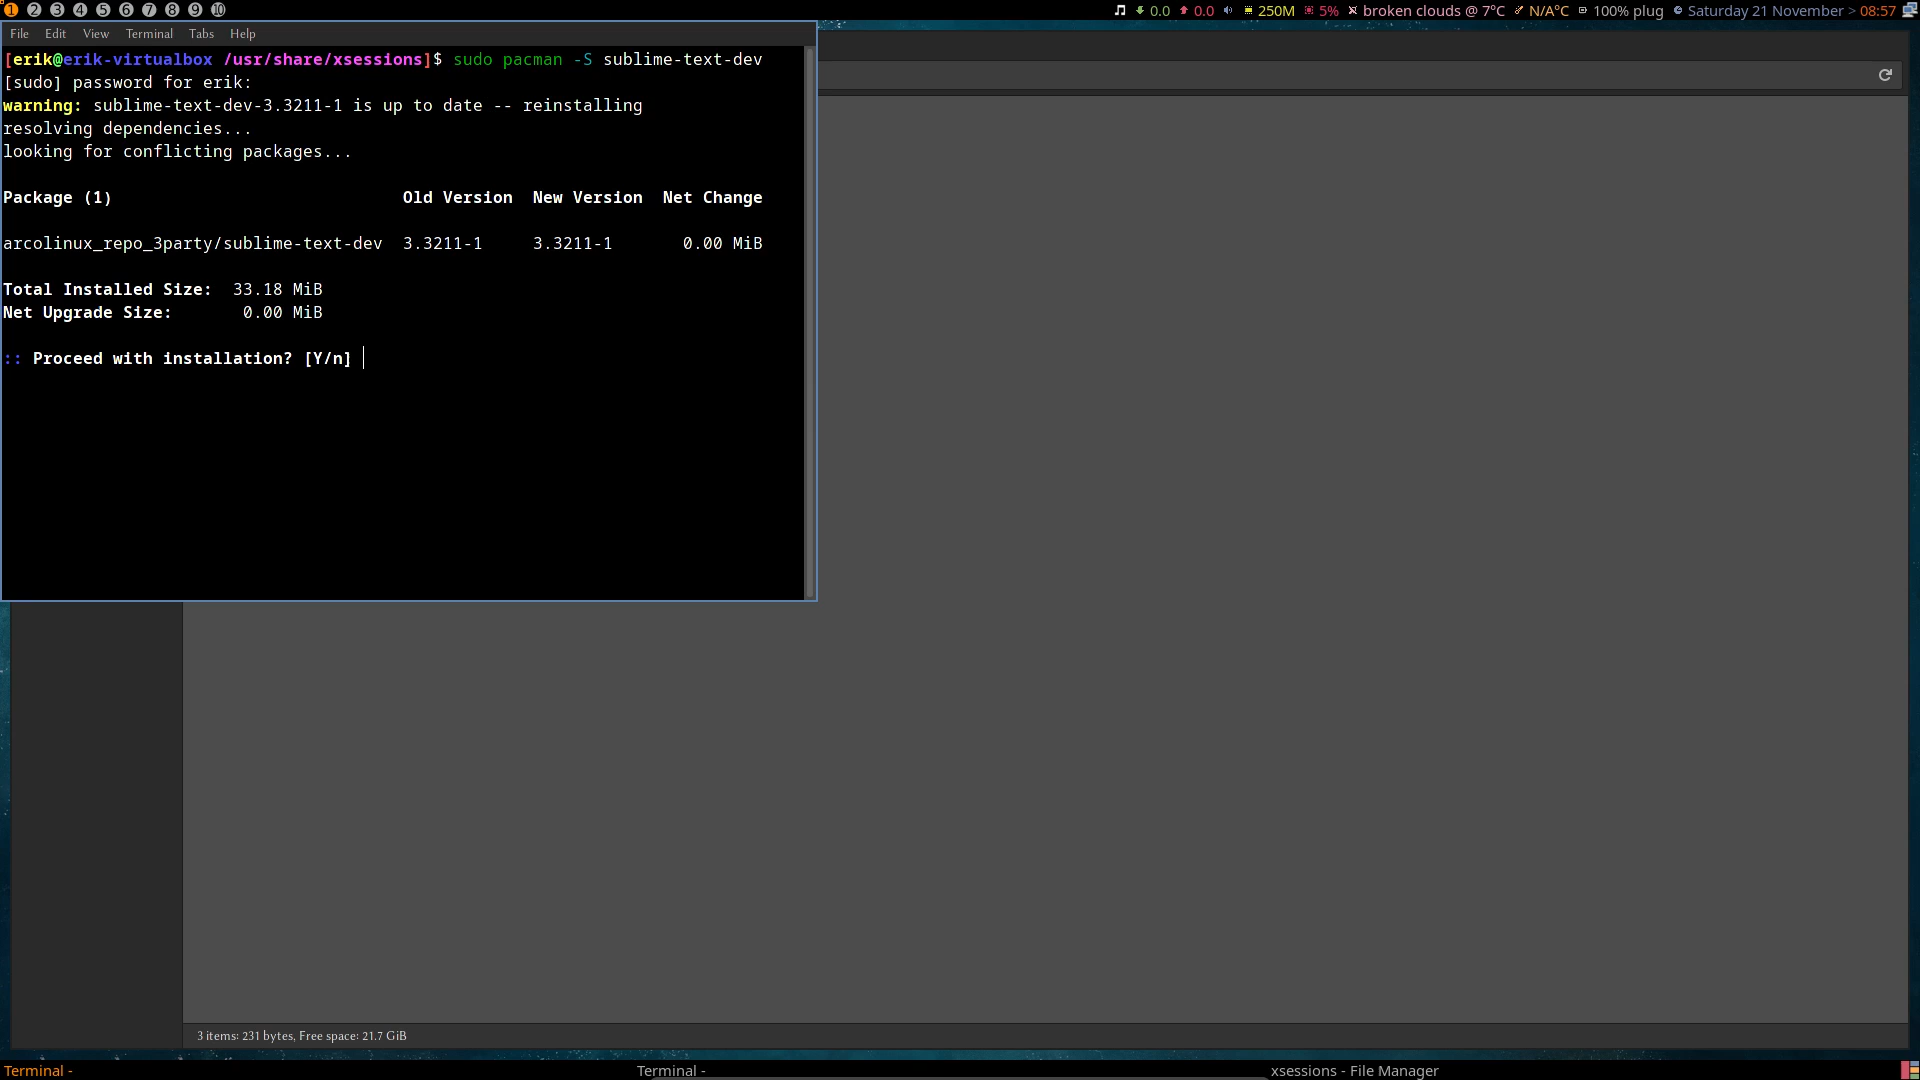 1 2 3 4 5 6 7 8 9 10 0.0 0.0 250M 5% broken clouds @ 7°C N/A°C 100% plug Saturday 21 November > 08:57
File Edit View Terminal Tabs Help
[erik@erik-virtualbox /usr/share/xsessions]$ sudo pacman -S sublime-text-dev
[sudo] password for erik:
warning: sublime-text-dev-3.3211-1 is up to date -- reinstalling
resolving dependencies...
looking for conflicting packages...
Package (1) Old Version New Version Net Change
arcolinux_repo_3party/sublime-text-dev 3.3211-1 3.3211-1 0.00 MiB
Total Installed Size: 33.18 MiB
Net Upgrade Size: 0.00 MiB
:: Proceed with installation? [Y/n]
3 items: 231 bytes, Free space: 21.7 GiB
Terminal - Terminal - xsessions - File Manager